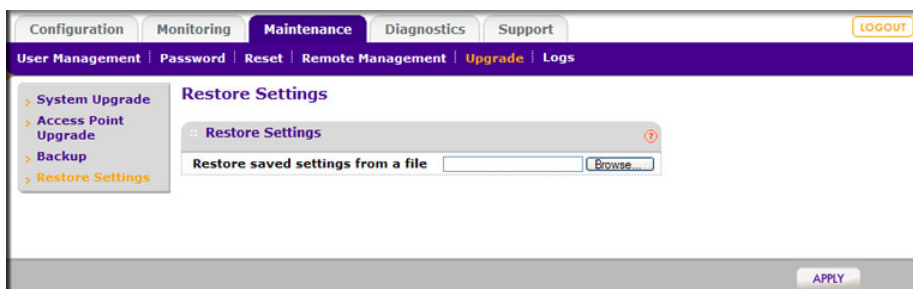 Configuration Monitoring Maintenance Diagnostics Support LOGOUT
User Management Password Reset Remote Management Upgrade Logs
System Upgrade
Access Point
Upgrade
Backup
Restore Settings
Restore Settings
Restore Settings ?
Restore saved settings from a file Browse...
APPLY